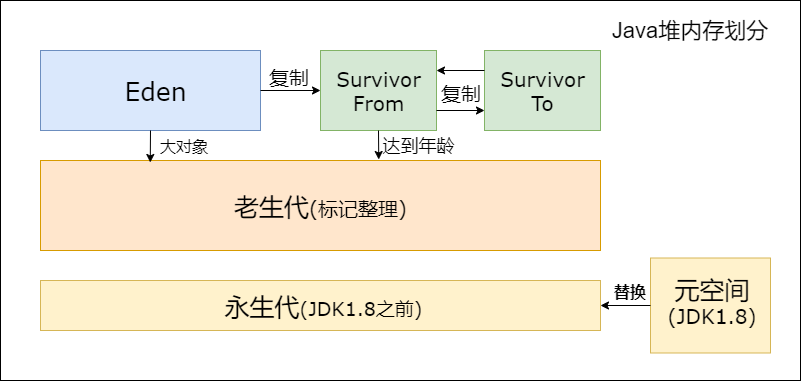 Java堆内存划分
Eden
复制
Survivor
From
复制
Survivor
To
大对象
达到年龄
老生代(标记整理)
永生代(JDK1.8之前)
替换
元空间
(JDK1.8)